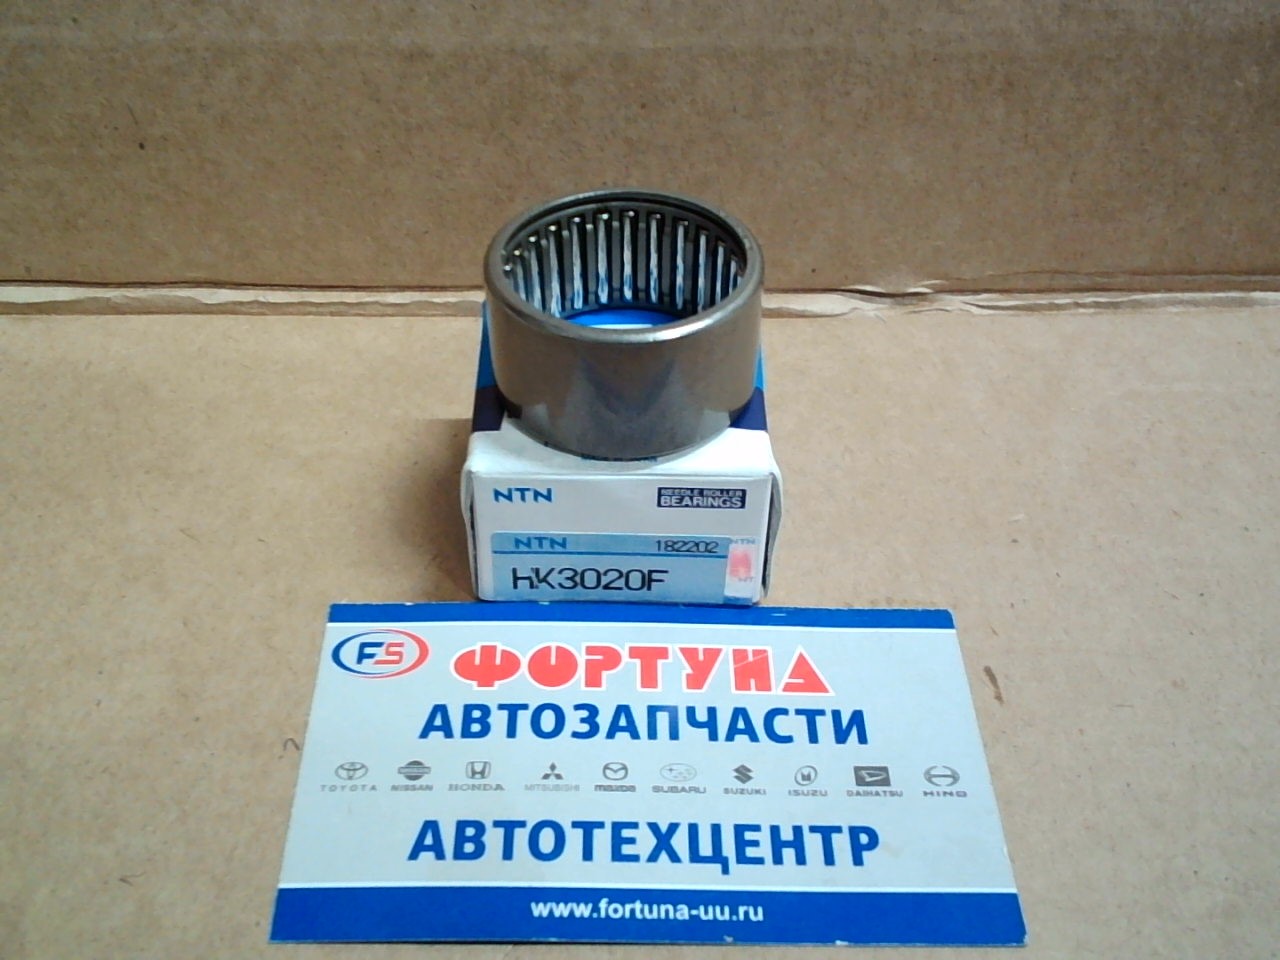 NTN NEEDLE ROLLER
BEARINGS
NTN 182202 NTN
HK3020F
FS ФОРТУНА
АВТОЗАПЧАСТИ
TOYOTA NISSAN HONDA MITSUBISHI mazda SUBARU SUZUKI ISUZU DAIHATSU HINO
АВТОТЕХЦЕНТР
www.fortuna-uu.ru